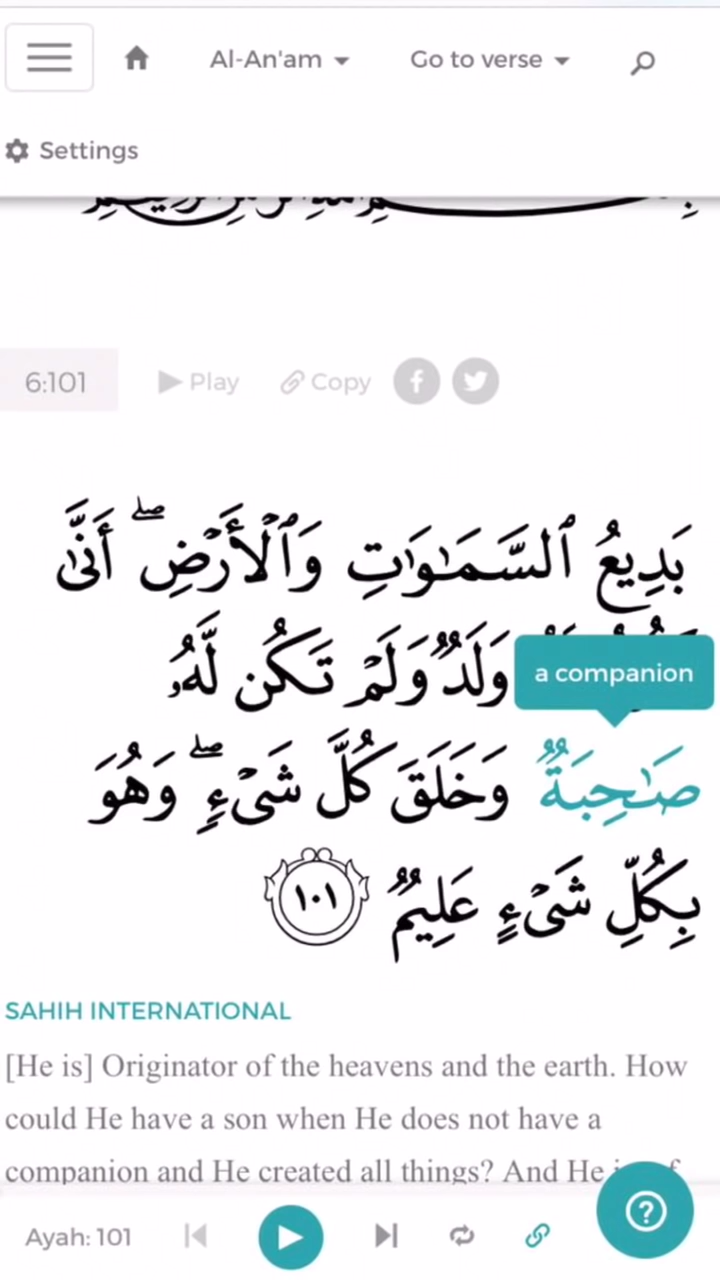 Al-An'am
Go to verse
Settings
6:101
Play
Copy
بَدِيعُ ٱلسَّمَـٰوَٰتِ وَٱلْأَرْضِ ۖ أَنَّىٰ
وَلَدٌ وَلَمْ تَكُن لَّهُۥ
a companion
صَـٰحِبَةٌ وَخَلَقَ كُلَّ شَىْءٍ ۖ وَهُوَ
بِكُلِّ شَىْءٍ عَلِيمٌ ١٠١
SAHIH INTERNATIONAL
[He is] Originator of the heavens and the earth. How
could He have a son when He does not have a
companion and He created all things? And He
Ayah: 101
?